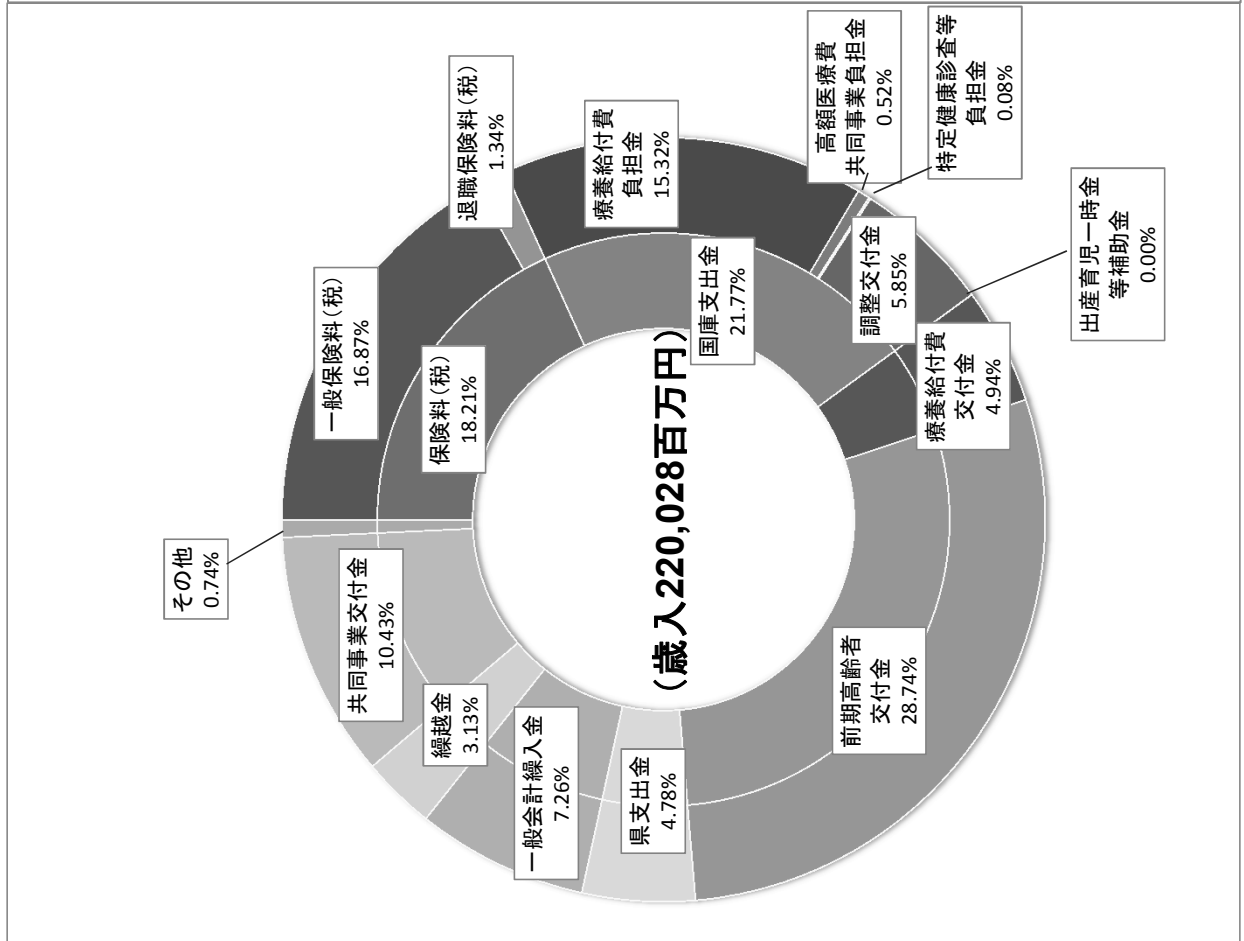 (歳入220,028百万円)
保険料(税)
18.21%
一般保険料(税)
16.87%
退職保険料(税)
1.34%
国庫支出金
21.77%
療養給付費
負担金
15.32%
高額医療費
共同事業負担金
0.52%
特定健康診査等
負担金
0.08%
調整交付金
5.85%
出産育児一時金
等補助金
0.00%
療養給付費
交付金
4.94%
前期高齢者
交付金
28.74%
県支出金
4.78%
一般会計繰入金
7.26%
繰越金
3.13%
共同事業交付金
10.43%
その他
0.74%